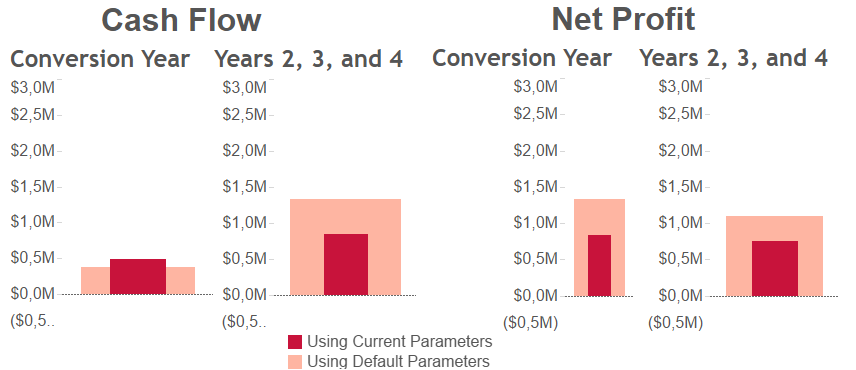 Cash Flow
Net Profit
Conversion Year
Years 2, 3, and 4
Conversion Year
Years 2, 3, and 4
$3,0M
$2,5M
$2,0M
$1,5M
$1,0M
$0,5M
$0,0M
($0,5..
$3,0M
$2,5M
$2,0M
$1,5M
$1,0M
$0,5M
$0,0M
($0,5..
$3,0M
$2,5M
$2,0M
$1,5M
$1,0M
$0,5M
$0,0M
($0,5M)
$3,0M
$2,5M
$2,0M
$1,5M
$1,0M
$0,5M
$0,0M
($0,5M)
Using Current Parameters
Using Default Parameters